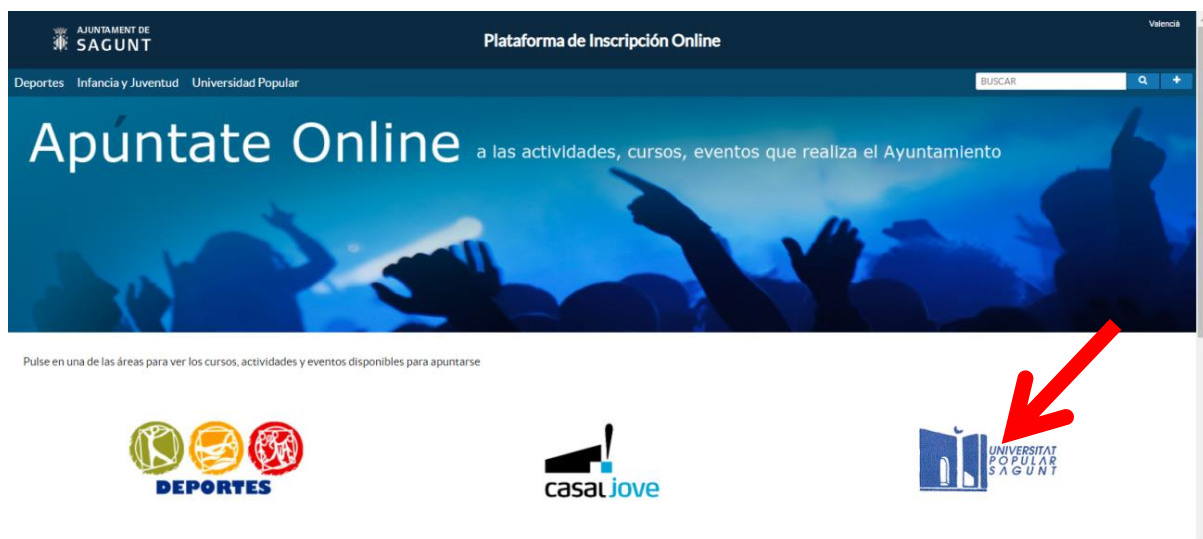 Valencià
AJUNTAMENT DE
SAGUNT
Plataforma de Inscripción Online
Deportes Infancia y Juventud Universidad Popular
BUSCAR
+
Apúntate Online a las actividades, cursos, eventos que realiza el Ayuntamiento
Pulse en una de las áreas para ver los cursos, actividades y eventos disponibles para apuntarse
DEPORTES
casal jove
UNIVERSITAT
POPULAR
SAGUNT